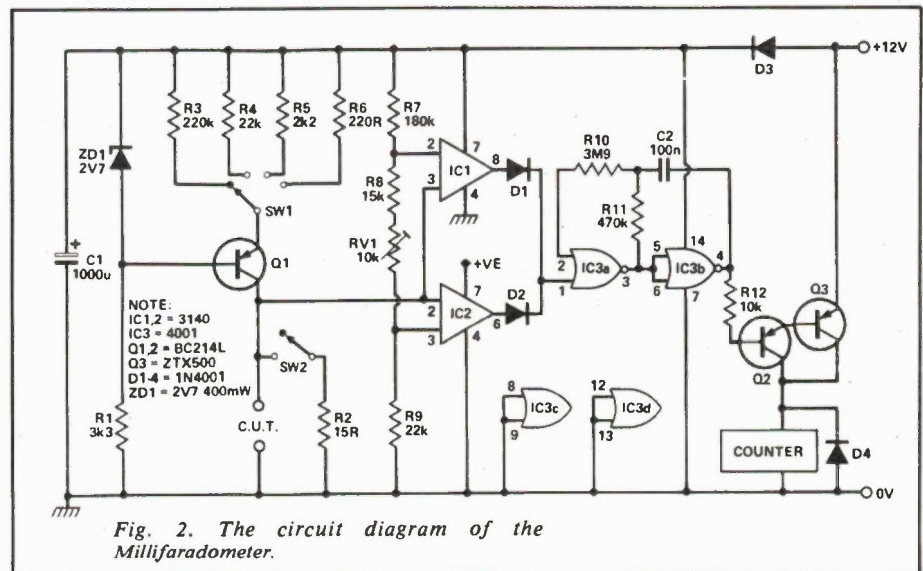 +12V
D3
R3
220k
R4
22k
R5
2k2
R6
220R
R7
180k
ZD1
2V7
SW1
2
3
IC1
7
8
4
D1
R8
15k
RV1
10k
R10
3M9
C2
100n
R11
470k
+
C1
1000u
Q1
+VE
2
3
IC2
7
6
4
D2
2
1
IC3a
3
5
6
IC3b
14
4
7
R12
10k
Q3
Q2
NOTE:
IC1,2 = 3140
IC3 = 4001
Q1,2 = BC214L
Q3 = ZTX500
D1-4 = 1N4001
ZD1 = 2V7 400mW
SW2
R1
3k3
C.U.T.
R2
15R
R9
22k
8
9
IC3c
12
13
IC3d
COUNTER
D4
0V
Fig. 2. The circuit diagram of the
Millifaradometer.